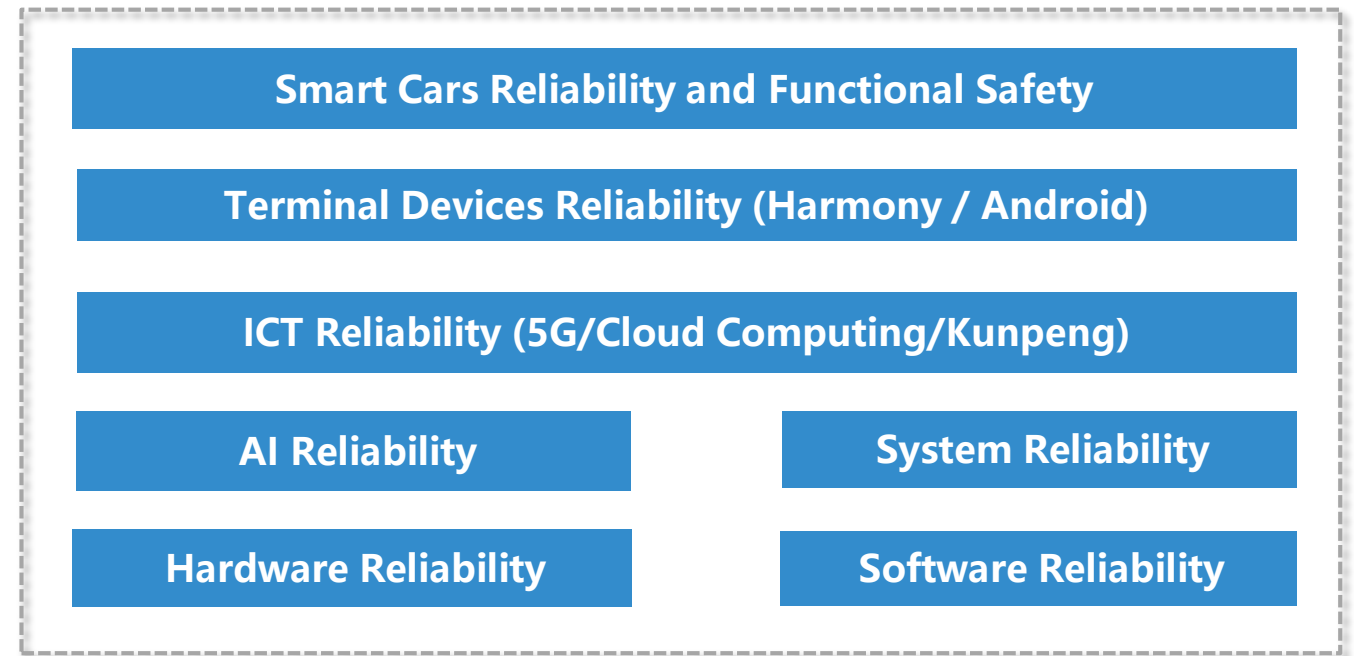 Smart Cars Reliability and Functional Safety
Terminal Devices Reliability (Harmony / Android)
ICT Reliability (5G/Cloud Computing/Kunpeng)
AI Reliability
System Reliability
Hardware Reliability
Software Reliability